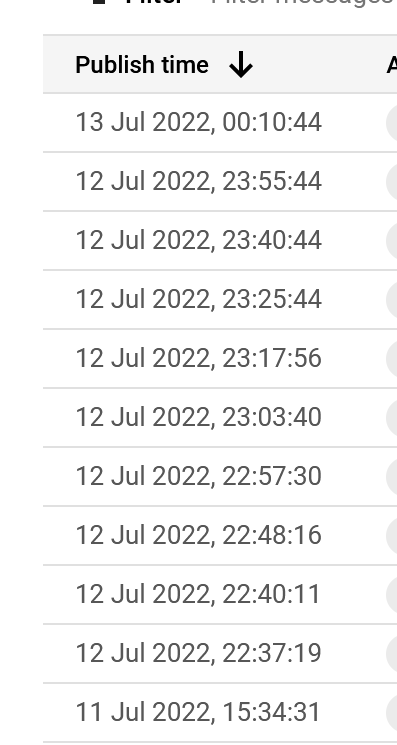 Filter Filter messages
Publish time A
13 Jul 2022, 00:10:44
12 Jul 2022, 23:55:44
12 Jul 2022, 23:40:44
12 Jul 2022, 23:25:44
12 Jul 2022, 23:17:56
12 Jul 2022, 23:03:40
12 Jul 2022, 22:57:30
12 Jul 2022, 22:48:16
12 Jul 2022, 22:40:11
12 Jul 2022, 22:37:19
11 Jul 2022, 15:34:31